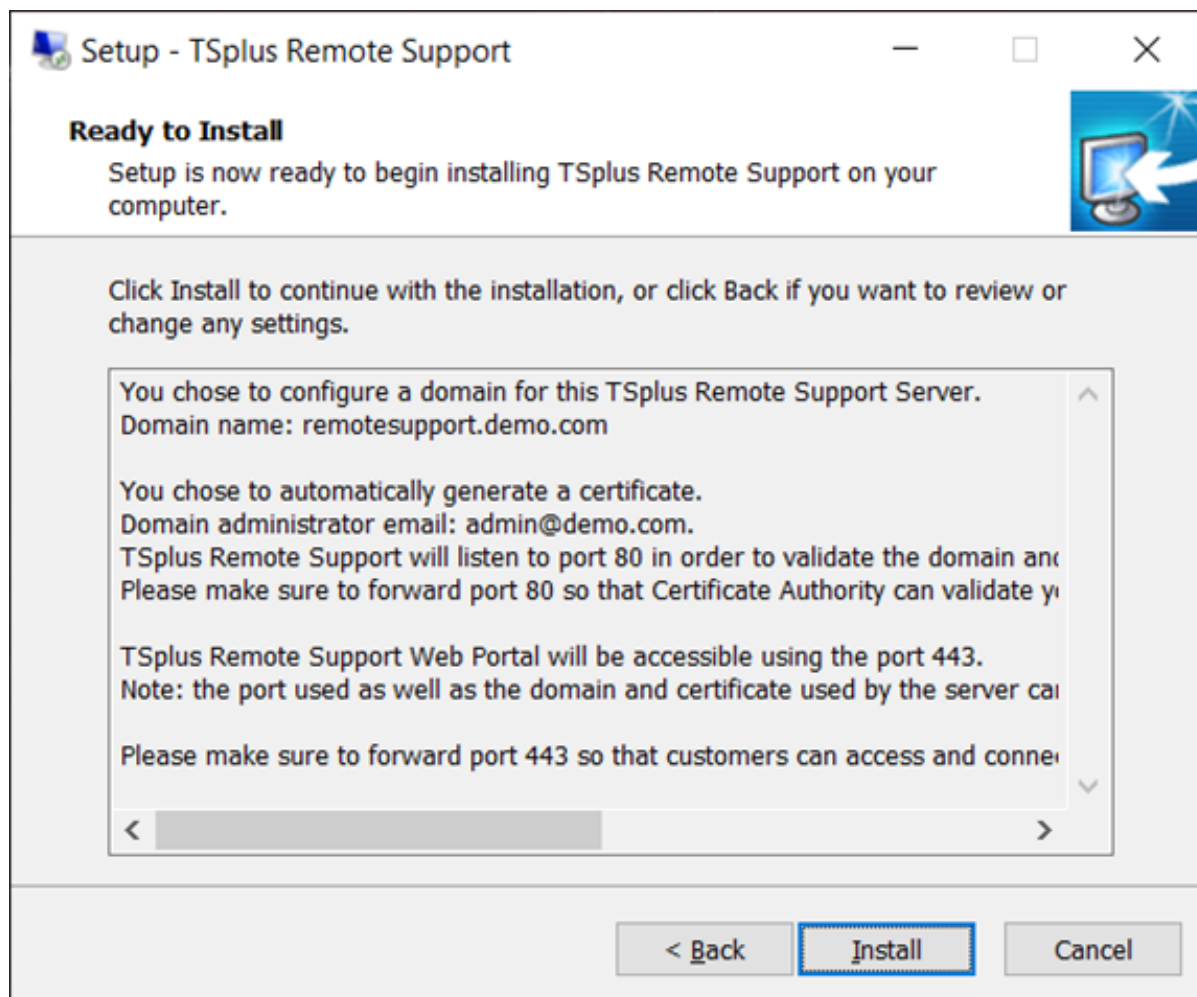 Setup - TSplus Remote Support
Ready to Install
Setup is now ready to begin installing TSplus Remote Support on your
computer.
Click Install to continue with the installation, or click Back if you want to review or
change any settings.
You chose to configure a domain for this TSplus Remote Support Server.
Domain name: remotesupport.demo.com
You chose to automatically generate a certificate.
Domain administrator email: admin@demo.com.
TSplus Remote Support will listen to port 80 in order to validate the domain and
Please make sure to forward port 80 so that Certificate Authority can validate
TSplus Remote Support Web Portal will be accessible using the port 443.
Note: the port used as well as the domain and certificate used by the server
Please make sure to forward port 443 so that customers can access and
< Back
Install
Cancel